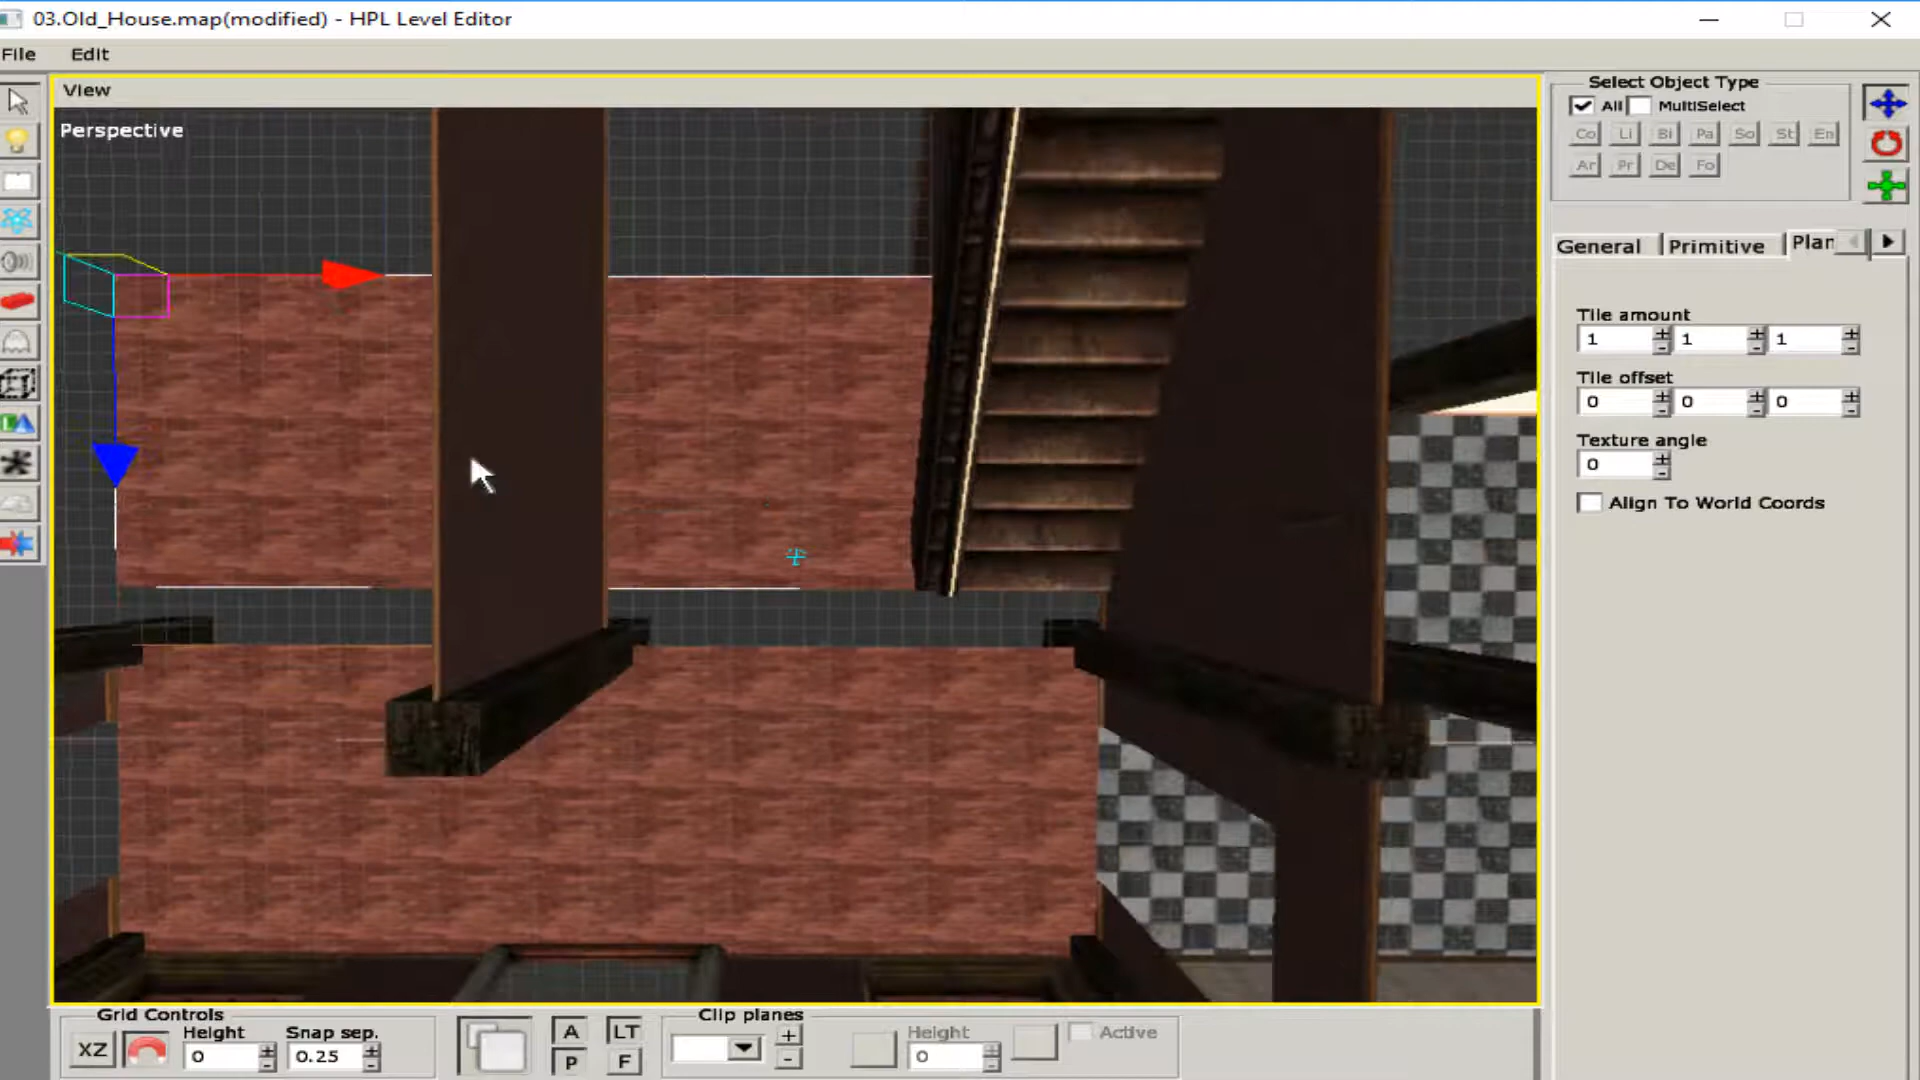 03.Old_House.map(modified) - HPL Level Editor
File Edit
View
Perspective
Select Object Type
All MultiSelect
Co Li Bi Pa So St En
Ar Pr De Fo
General Primitive Plan
Tile amount
1 1 1
Tile offset
0 0 0
Texture angle
0
Align To World Coords
Grid Controls
Height Snap sep.
XZ 0 0.25
A LT
P F
Clip planes
+
-
Height
0
Active